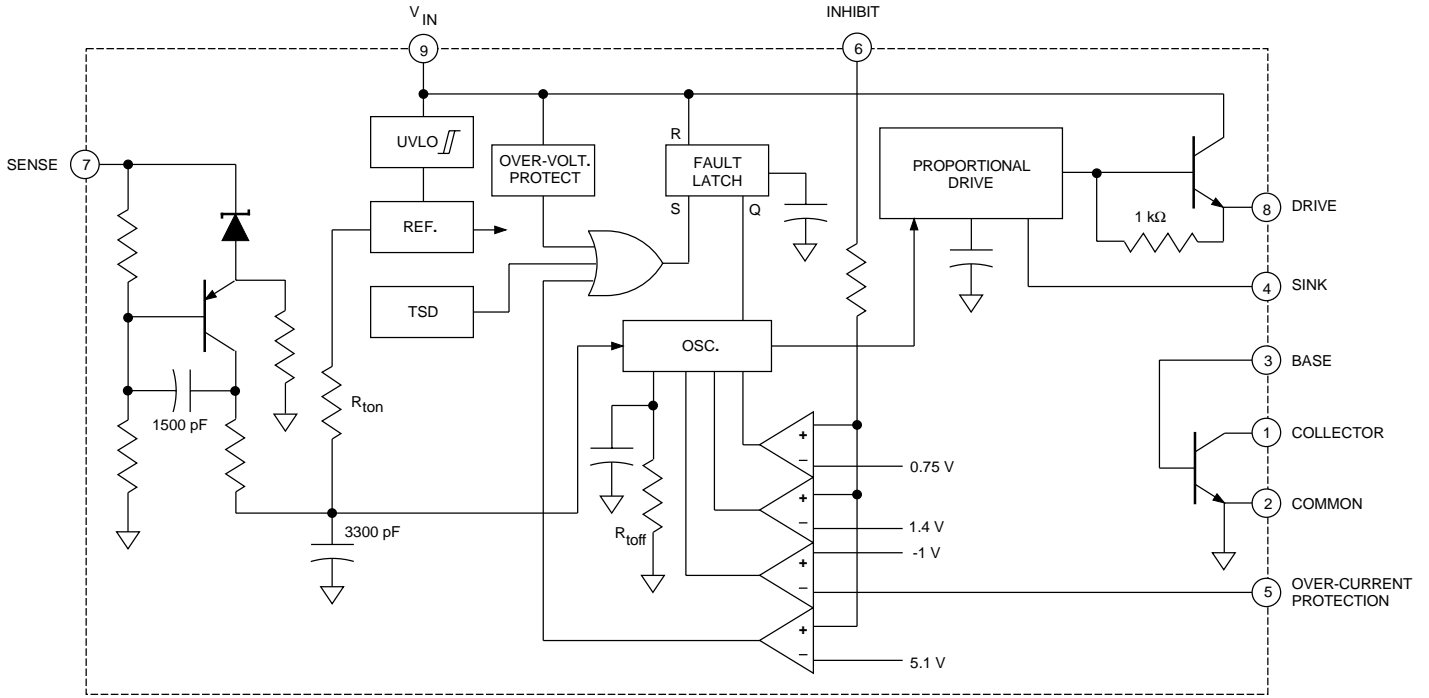 V IN
INHIBIT
9
6
UVLO
R
SENSE
7
OVER-VOLT.
PROTECT
FAULT
LATCH
PROPORTIONAL
DRIVE
S
Q
REF.
1 kΩ
8
DRIVE
TSD
4
SINK
OSC.
3
BASE
Rton
1500 pF
+
1
COLLECTOR
–
0.75 V
+
2
COMMON
3300 pF
Rtoff
–
1.4 V
+
-1 V
–
5
OVER-CURRENT
PROTECTION
+
–
5.1 V